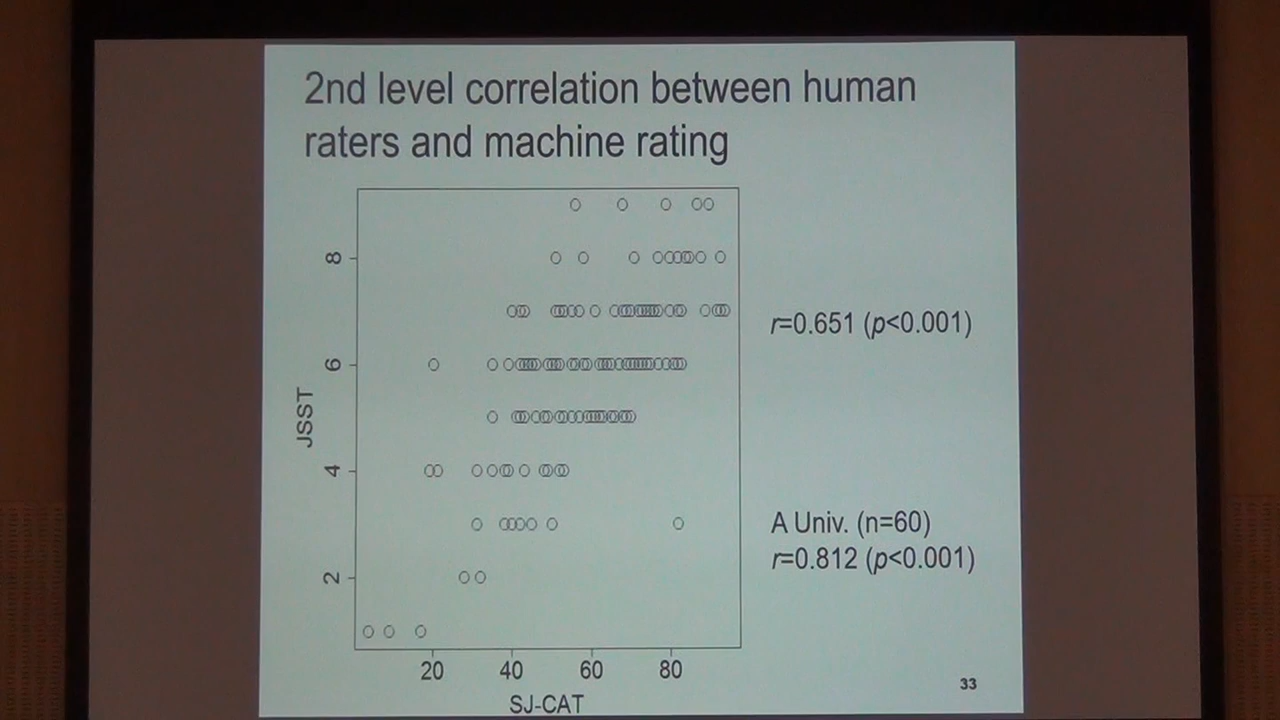 2nd level correlation between human
raters and machine rating
8
6
4
2
JSST
20 40 60 80
SJ-CAT
r=0.651 (p<0.001)
A Univ. (n=60)
r=0.812 (p<0.001)
33